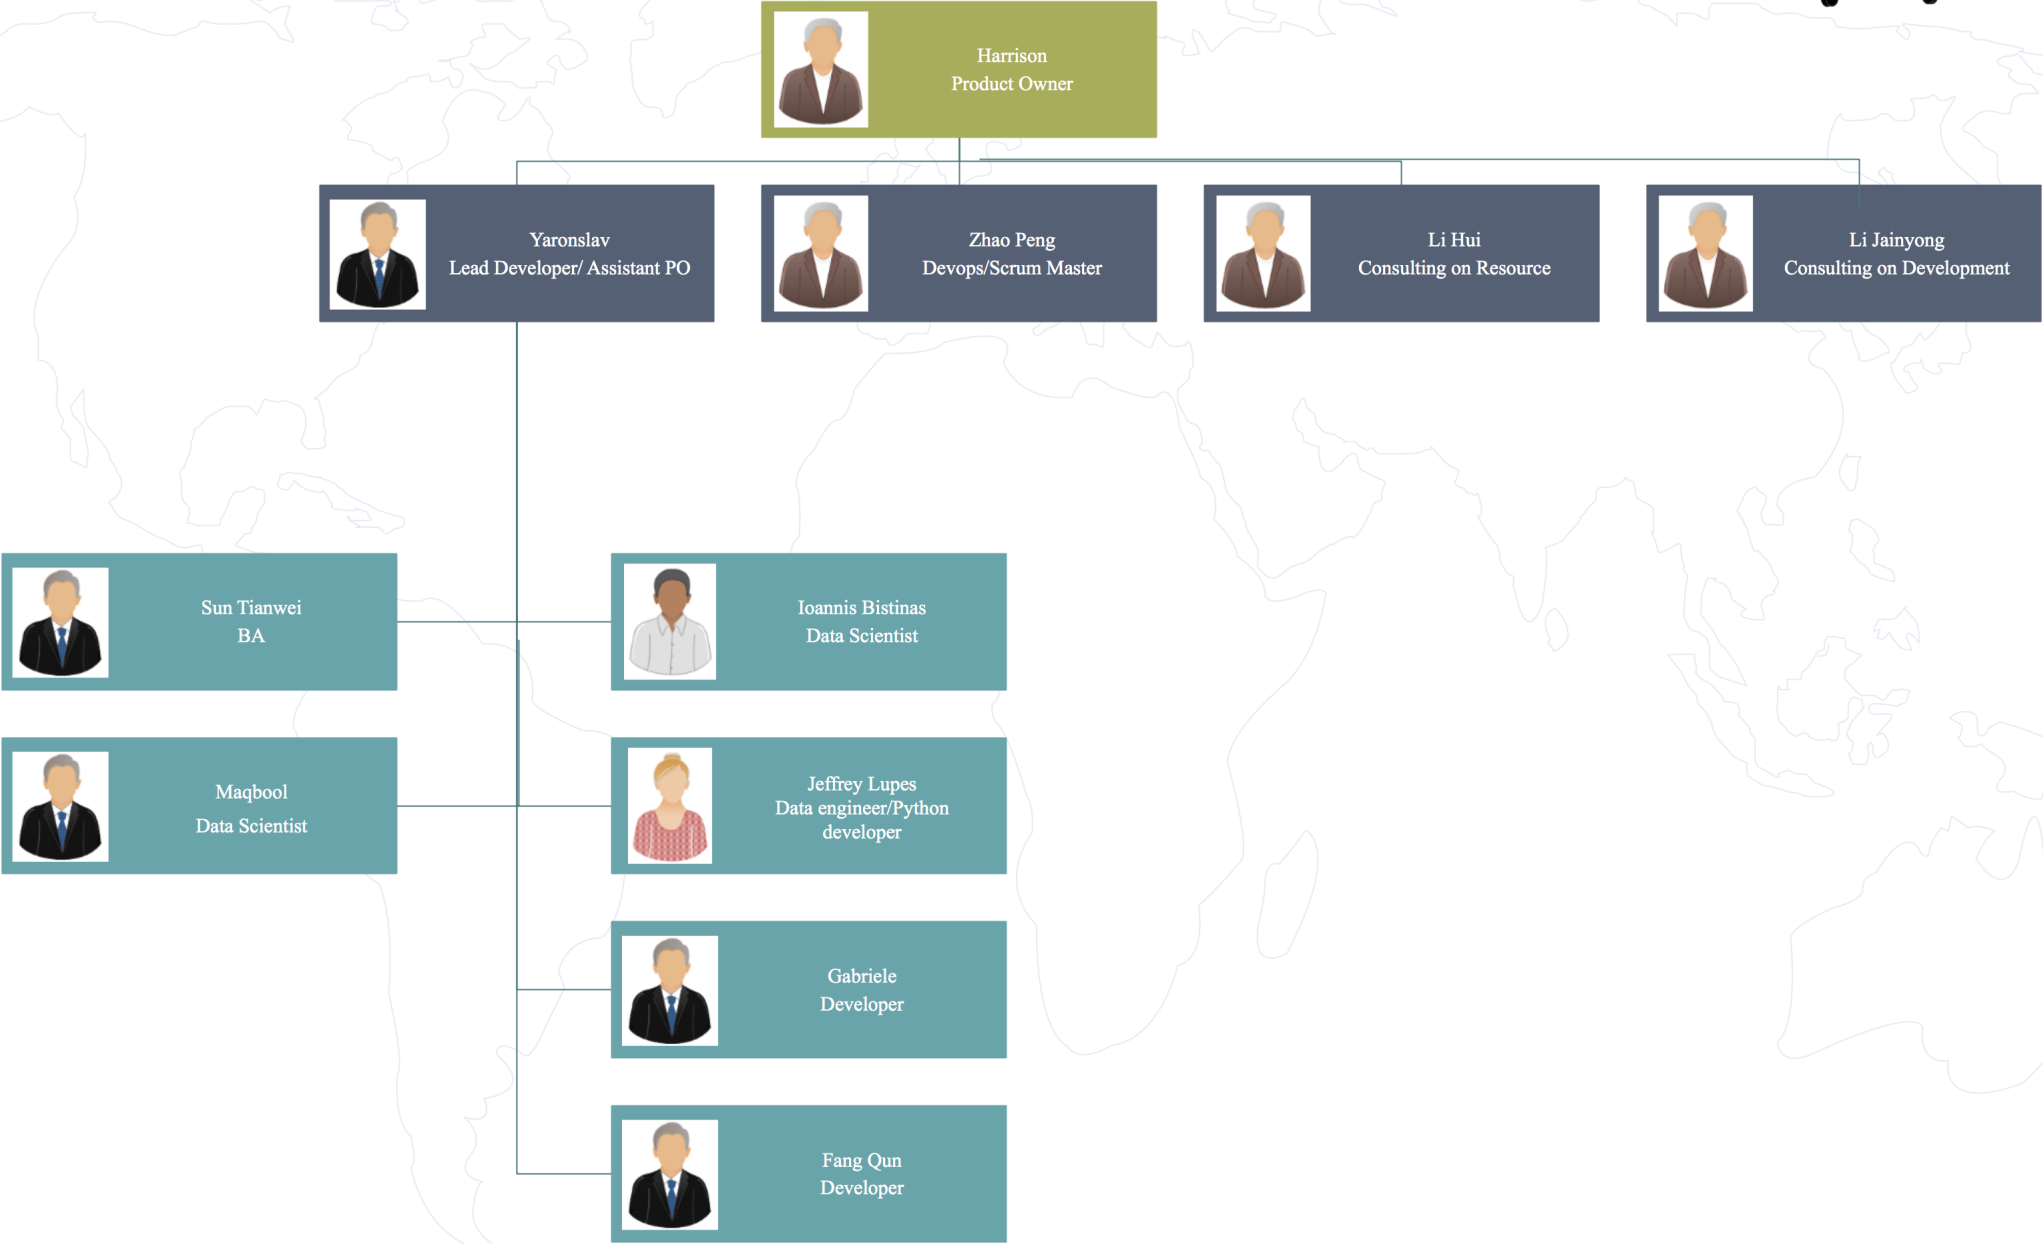 Harrison
Product Owner
Yaronslav
Lead Developer/ Assistant PO
Zhao Peng
Devops/Scrum Master
Li Hui
Consulting on Resource
Li Jainyong
Consulting on Development
Sun Tianwei
BA
Ioannis Bistinas
Data Scientist
Maqbool
Data Scientist
Jeffrey Lupes
Data engineer/Python
developer
Gabriele
Developer
Fang Qun
Developer